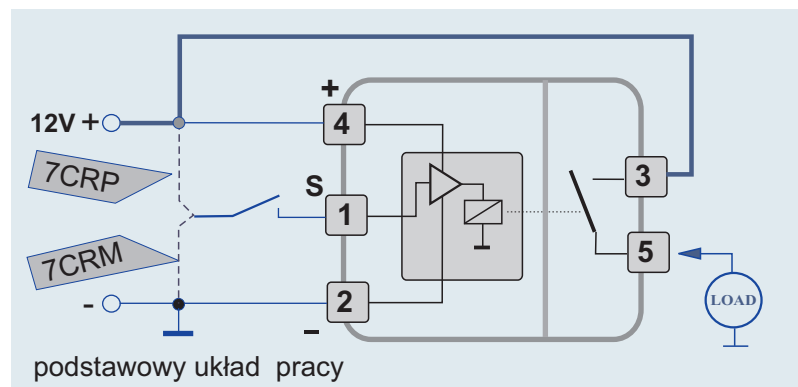 +
12V +
4
7CRP
S
1
3
7CRM
5
-
2
–
LOAD
podstawowy układ pracy